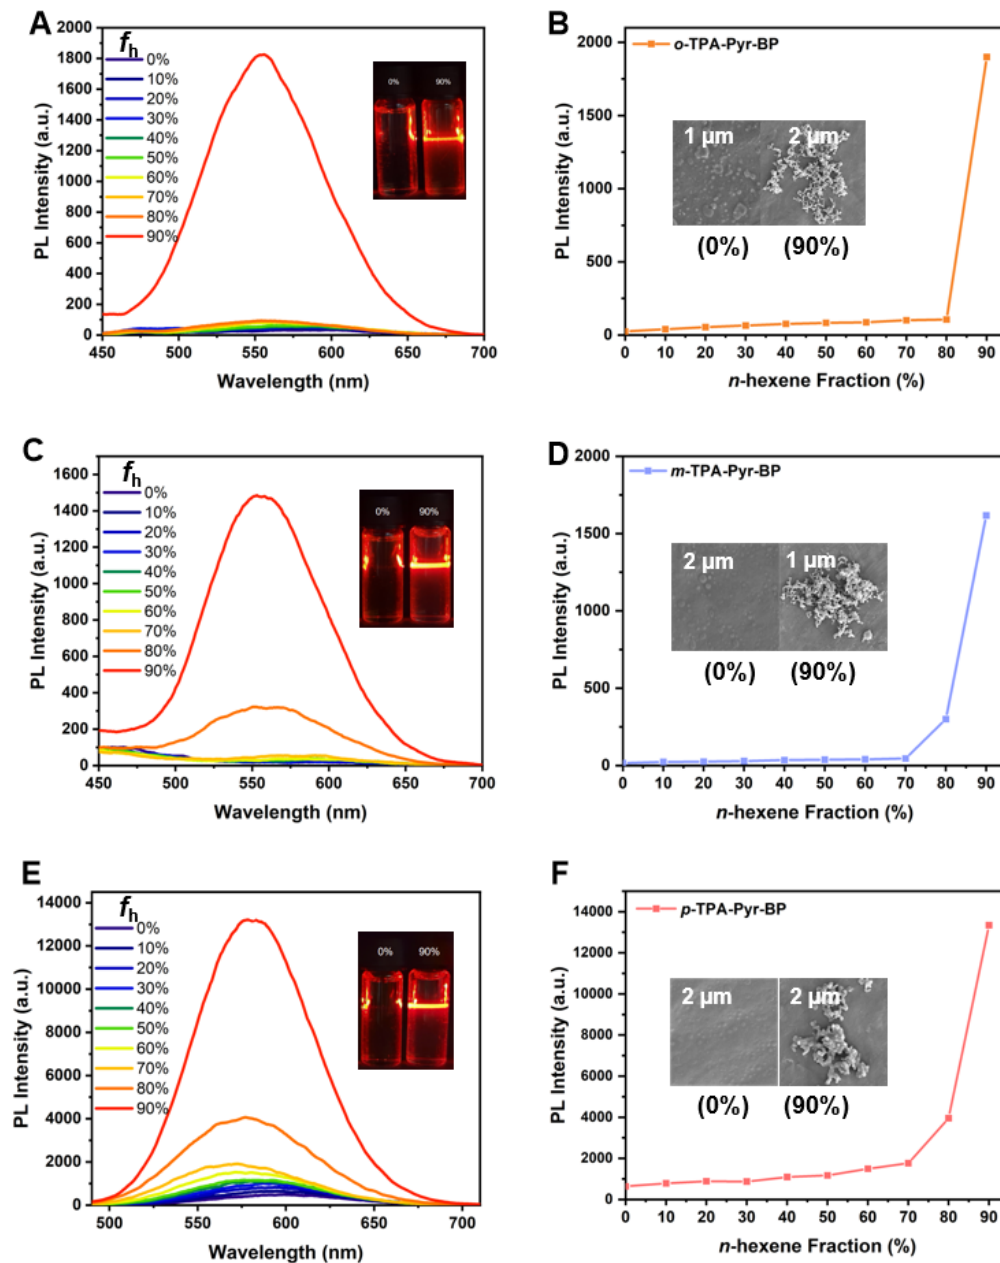 A
PL Intensity (a.u.)
2000
1800
1600
1400
1200
1000
800
600
400
200
0
fh
0%
10%
20%
30%
40%
50%
60%
70%
80%
90%
0% 90%
450 500 550 600 650 700
Wavelength (nm)
B
PL Intensity (a.u.)
2000
1500
1000
500
0
o-TPA-Pyr-BP
1 µm 2 µm
(0%) (90%)
0 10 20 30 40 50 60 70 80 90
n-hexene Fraction (%)
C
PL Intensity (a.u.)
1600
1400
1200
1000
800
600
400
200
0
fh
0%
10%
20%
30%
40%
50%
60%
70%
80%
90%
0% 90%
450 500 550 600 650 700
Wavelength (nm)
D
PL Intensity (a.u.)
2000
1500
1000
500
0
m-TPA-Pyr-BP
2 µm 1 µm
(0%) (90%)
0 10 20 30 40 50 60 70 80 90
n-hexene Fraction (%)
E
PL Intensity (a.u.)
14000
12000
10000
8000
6000
4000
2000
0
fh
0%
10%
20%
30%
40%
50%
60%
70%
80%
90%
0% 90%
500 550 600 650 700
Wavelength (nm)
F
PL Intensity (a.u.)
14000
12000
10000
8000
6000
4000
2000
0
p-TPA-Pyr-BP
2 µm 2 µm
(0%) (90%)
0 10 20 30 40 50 60 70 80 90
n-hexene Fraction (%)